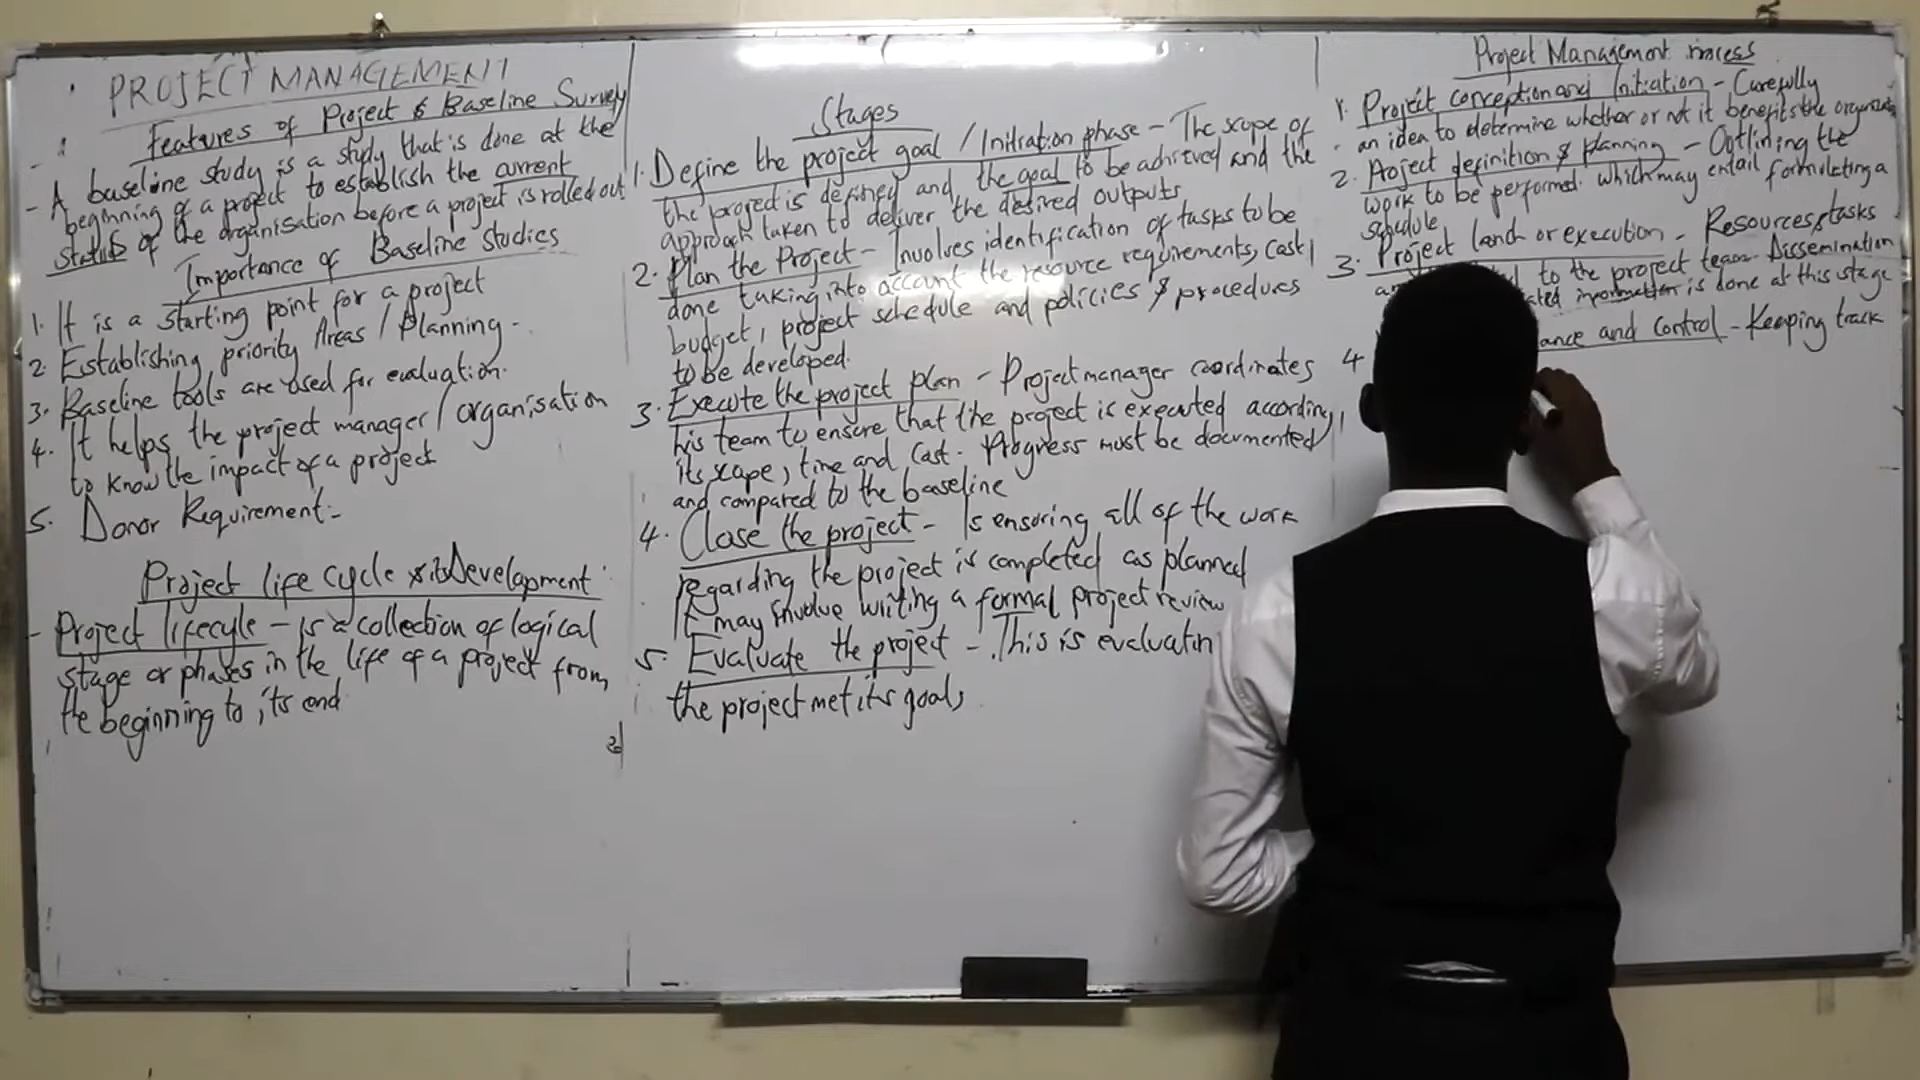 PROJECT MANAGEMENT
Features of Project & Baseline Survey
- A baseline study is a study that is done at the
beginning of a project to establish the current
status of the organisation before a project is rolled out
Importance of Baseline Studies
1. It is a starting point for a project
2. Establishing priority Areas / Planning -
3. Baseline tools are used for evaluation.
4. It helps the project manager / organisation
to know the impact of a project
5. Donor Requirement:-
Project life Cycle & its Development
- Project lifecyle - is a collection of logical
stage or phases in the life of a project from
the beginning to its end
Stages
1. Define the project goal / Initiation phase - The scope of
the project is defined and the goal to be achieved and the
approach taken to deliver the desired outputs
2. Plan the Project - Involves identification of tasks to be
done taking into account the resource requirements, cost,
budget, project schedule and policies & procedures
to be developed.
3. Execute the project plan - Project manager coordinates
his team to ensure that the project is executed according,
its scape, time and cost. Progress must be documented
and compared to the baseline
4. Close the project - Is ensuring all of the work
regarding the project is completed as planned
It may involve writing a formal project review
5. Evaluate the project - This is evaluatin
the project met its goals
Project Management process
1. Project conception and Initiation - Carefully
an idea to determine whether or not it benefits the
2. Project definition & planning - Outlining the
work to be performed. which may entail formuleting a
schedule
3. Project or execution - Resources, tasks
to the project team. Dissemination
information is done at this stage
4 and Control - Keeping track